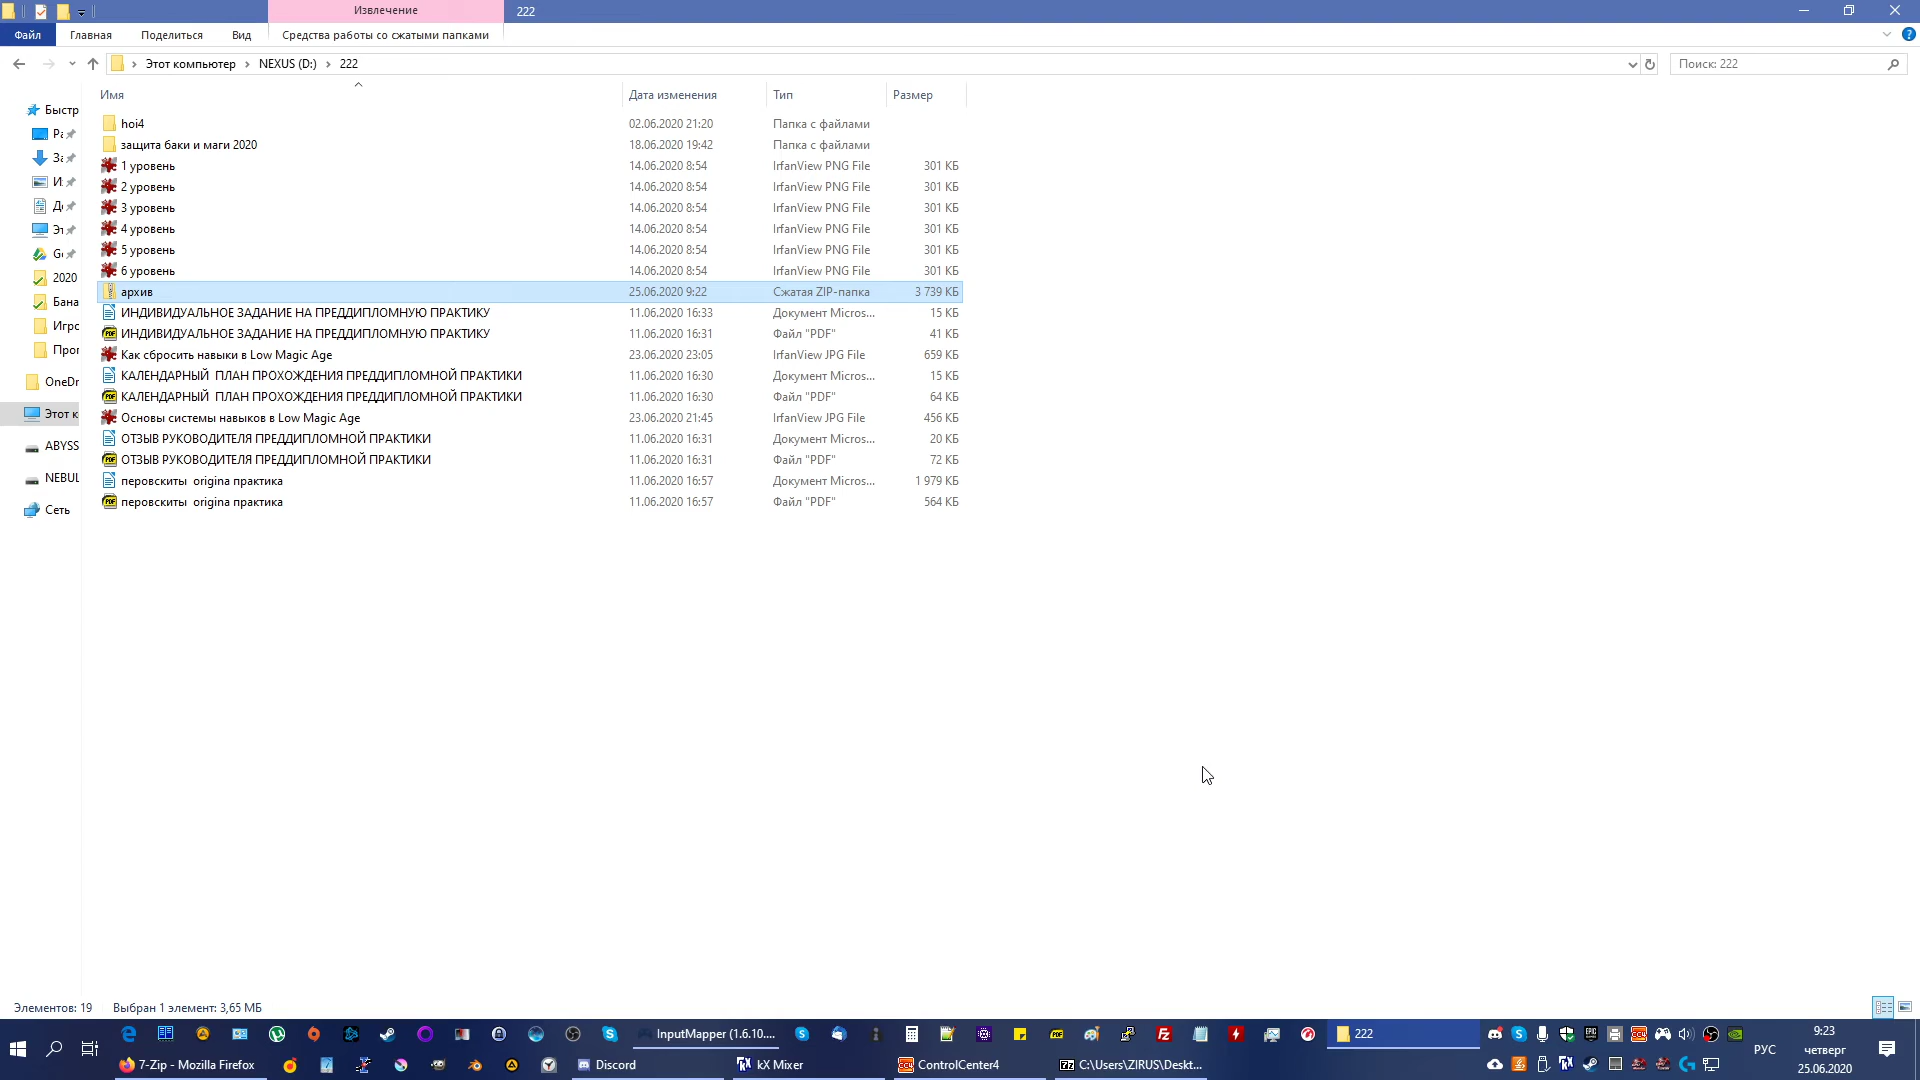 Извлечение
222
Файл
Главная
Поделиться
Вид
Средства работы со сжатыми папками
Этот компьютер
NEXUS (D:)
222
Поиск: 222
Имя
Дата изменения
Тип
Размер
Быстр
hoi4 02.06.2020 21:20 Папка с файлами
защита баки и маги 2020 18.06.2020 19:42 Папка с файлами
1 уровень 14.06.2020 8:54 IrfanView PNG File 301 КБ
2 уровень 14.06.2020 8:54 IrfanView PNG File 301 КБ
3 уровень 14.06.2020 8:54 IrfanView PNG File 301 КБ
4 уровень 14.06.2020 8:54 IrfanView PNG File 301 КБ
5 уровень 14.06.2020 8:54 IrfanView PNG File 301 КБ
6 уровень 14.06.2020 8:54 IrfanView PNG File 301 КБ
архив 25.06.2020 9:22 Сжатая ZIP-папка 3 739 КБ
ИНДИВИДУАЛЬНОЕ ЗАДАНИЕ НА ПРЕДДИПЛОМНУЮ ПРАКТИКУ 11.06.2020 16:33 Документ Micros... 15 КБ
ИНДИВИДУАЛЬНОЕ ЗАДАНИЕ НА ПРЕДДИПЛОМНУЮ ПРАКТИКУ 11.06.2020 16:31 Файл "PDF" 41 КБ
Как сбросить навыки в Low Magic Age 23.06.2020 23:05 IrfanView JPG File 659 КБ
КАЛЕНДАРНЫЙ ПЛАН ПРОХОЖДЕНИЯ ПРЕДДИПЛОМНОЙ ПРАКТИКИ 11.06.2020 16:30 Документ Micros... 15 КБ
КАЛЕНДАРНЫЙ ПЛАН ПРОХОЖДЕНИЯ ПРЕДДИПЛОМНОЙ ПРАКТИКИ 11.06.2020 16:30 Файл "PDF" 64 КБ
Основы системы навыков в Low Magic Age 23.06.2020 21:45 IrfanView JPG File 456 КБ
ОТЗЫВ РУКОВОДИТЕЛЯ ПРЕДДИПЛОМНОЙ ПРАКТИКИ 11.06.2020 16:31 Документ Micros... 20 КБ
ОТЗЫВ РУКОВОДИТЕЛЯ ПРЕДДИПЛОМНОЙ ПРАКТИКИ 11.06.2020 16:31 Файл "PDF" 72 КБ
перовскиты origina практика 11.06.2020 16:57 Документ Micros... 1 979 КБ
перовскиты origina практика 11.06.2020 16:57 Файл "PDF" 564 КБ
2020
Бана
Игро
OneDr
Этот к
ABYSS
NEBUL
Сеть
Элементов: 19
Выбран 1 элемент: 3,65 МБ
InputMapper (1.6.10....
222
9:23
7-Zip - Mozilla Firefox
Discord
kX Mixer
ControlCenter4
C:\Users\ZIRUS\Deskt...
РУС
четверг
25.06.2020